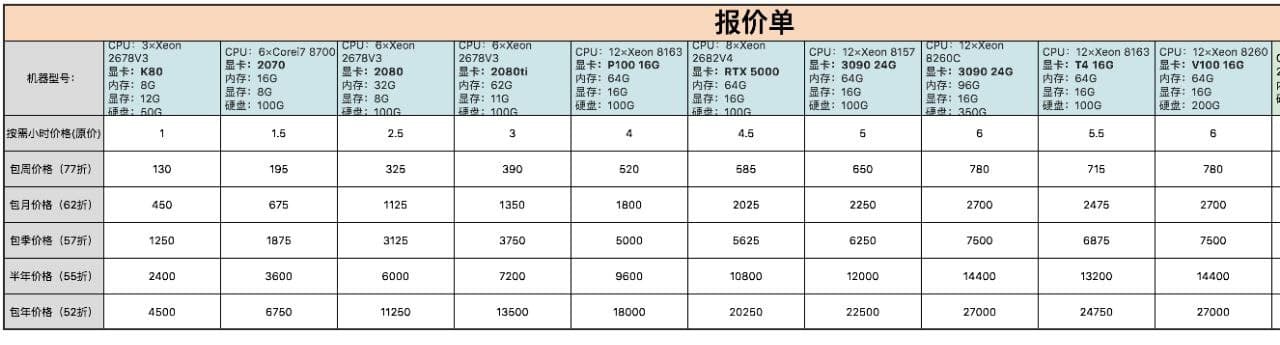 报价单
机器型号：
CPU：3×Xeon
2678V3
显卡：K80
内存：8G
显存：12G
硬盘：50G
CPU：6×Corei7 8700
显卡：2070
内存：16G
显存：8G
硬盘：100G
CPU：6×Xeon
2678V3
显卡：2080
内存：32G
显存：8G
硬盘：100G
CPU：6×Xeon
2678V3
显卡：2080ti
内存：62G
显存：11G
硬盘：100G
CPU：12×Xeon 8163
显卡：P100 16G
内存：64G
显存：16G
硬盘：100G
CPU：8×Xeon
2682V4
显卡：RTX 5000
内存：64G
显存：16G
硬盘：100G
CPU：12×Xeon 8157
显卡：3090 24G
内存：64G
显存：16G
硬盘：100G
CPU：12×Xeon
8260C
显卡：3090 24G
内存：96G
显存：16G
硬盘：350G
CPU：12×Xeon 8163
显卡：T4 16G
内存：64G
显存：16G
硬盘：100G
CPU：12×Xeon 8260
显卡：V100 16G
内存：64G
显存：16G
硬盘：200G
按需小时价格(原价) 1 1.5 2.5 3 4 4.5 5 6 5.5 6
包周价格（77折） 130 195 325 390 520 585 650 780 715 780
包月价格（62折） 450 675 1125 1350 1800 2025 2250 2700 2475 2700
包季价格（57折） 1250 1875 3125 3750 5000 5625 6250 7500 6875 7500
半年价格（55折） 2400 3600 6000 7200 9600 10800 12000 14400 13200 14400
包年价格（52折） 4500 6750 11250 13500 18000 20250 22500 27000 24750 27000